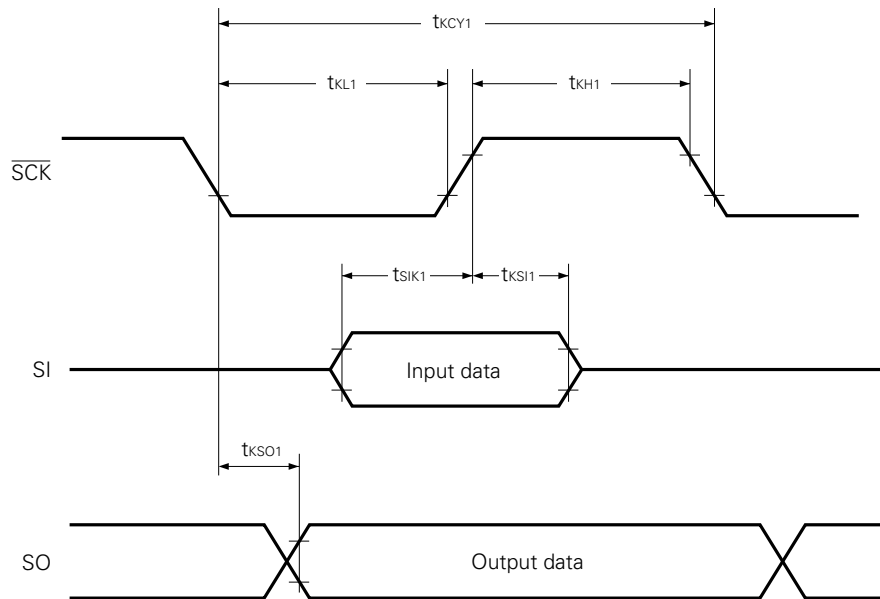 tKCY1
tKL1
tKH1
SCK
tSIK1
tKSI1
SI
Input data
tKSO1
SO
Output data